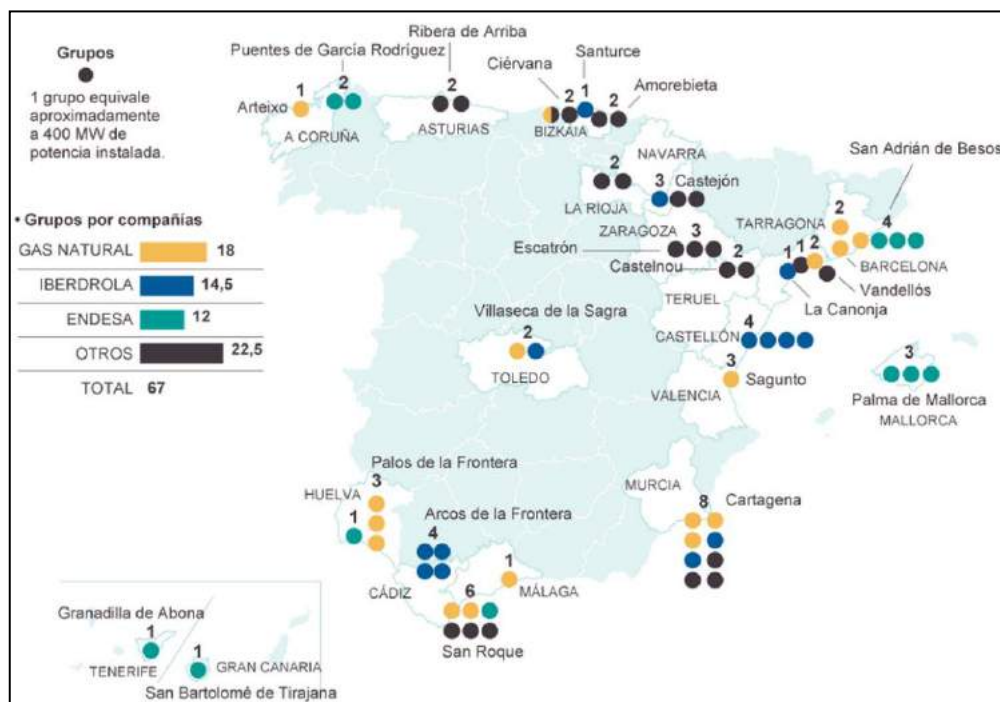 Grupos
1 grupo equivale
aproximadamente
a 400 MW de
potencia instalada.
• Grupos por compañías
GAS NATURAL 18
IBERDROLA 14,5
ENDESA 12
OTROS 22,5
TOTAL 67
Puentes de García Rodríguez
2
Arteixo
1
A CORUÑA
Ribera de Arriba
2
ASTURIAS
Ciérvana
2
Santurce
1
Amorebieta
2
BIZKAIA
NAVARRA
3 Castejón
2
LA RIOJA
ZARAGOZA
Escatrón
3
Castelnou
2
TERUEL
San Adrián de Besos
4
TARRAGONA
2
BARCELONA
1
1
2
Vandellós
La Canonja
4
CASTELLÓN
Villaseca de la Sagra
2
TOLEDO
3
Sagunto
VALENCIA
3
Palma de Mallorca
MALLORCA
Palos de la Frontera
3
HUELVA
1
Arcos de la Frontera
4
CÁDIZ
1
MÁLAGA
6
San Roque
MURCIA
8
Cartagena
Granadilla de Abona
1
TENERIFE
1
GRAN CANARIA
San Bartolomé de Tirajana